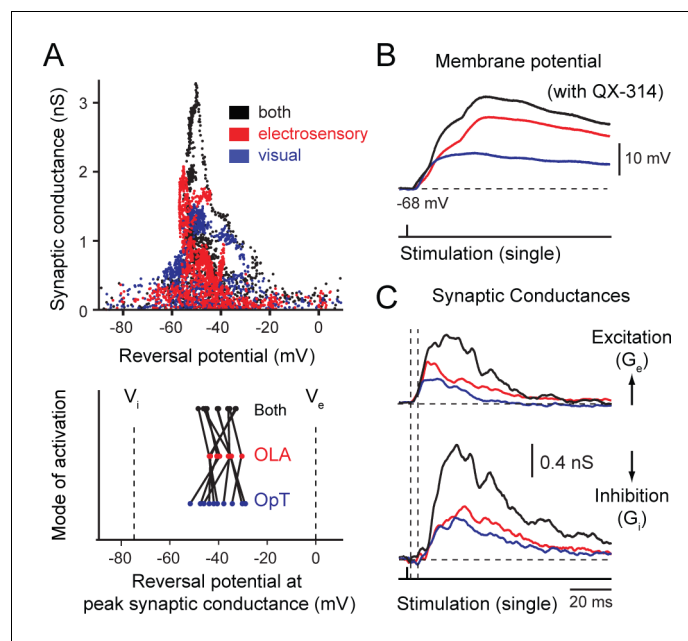 A
Synaptic conductance (nS)
3
2
1
0
both
electrosensory
visual
-80 -60 -40 -20 0
Reversal potential (mV)
Mode of activation
Vi
Ve
Both
OLA
OpT
-80 -60 -40 -20 0
Reversal potential at
peak synaptic conductance (mV)
B
Membrane potential
(with QX-314)
10 mV
-68 mV
Stimulation (single)
C
Synaptic Conductances
Excitation
(Ge)
0.4 nS
Inhibition
(Gi)
Stimulation (single)
20 ms